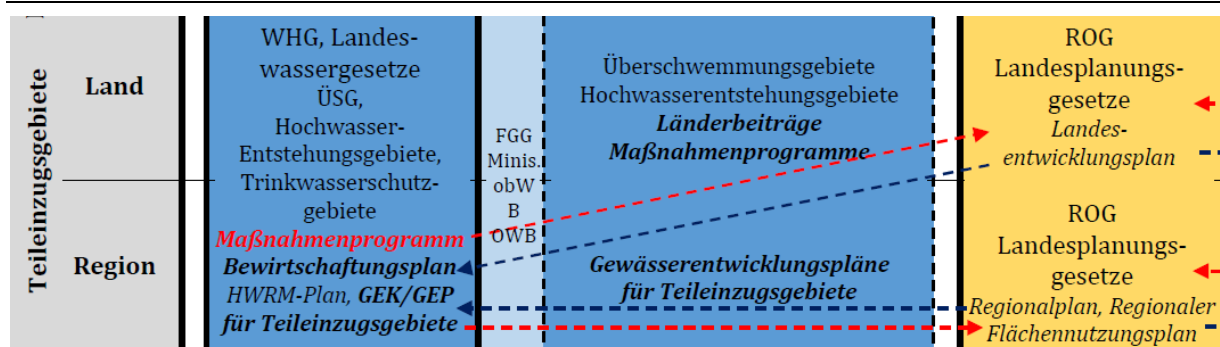 Teileinzugsgebiete
Land
Region
WHG, Landes-
wassergesetze
ÜSG,
Hochwasser-
Entstehungsgebiete,
Trinkwasserschutz-
gebiete
Maßnahmenprogramm
Bewirtschaftungsplan
HWRM-Plan, GEK/GEP
für Teileinzugsgebiete
FGG
Minis.
obW
B
OWB
Überschwemmungsgebiete
Hochwasserentstehungsgebiete
Länderbeiträge
Maßnahmenprogramme
Gewässerentwicklungspläne
für Teileinzugsgebiete
ROG
Landesplanungs-
gesetze
Landes-
entwicklungsplan
ROG
Landesplanungs-
gesetze
Regionalplan, Regionaler
Flächennutzungsplan